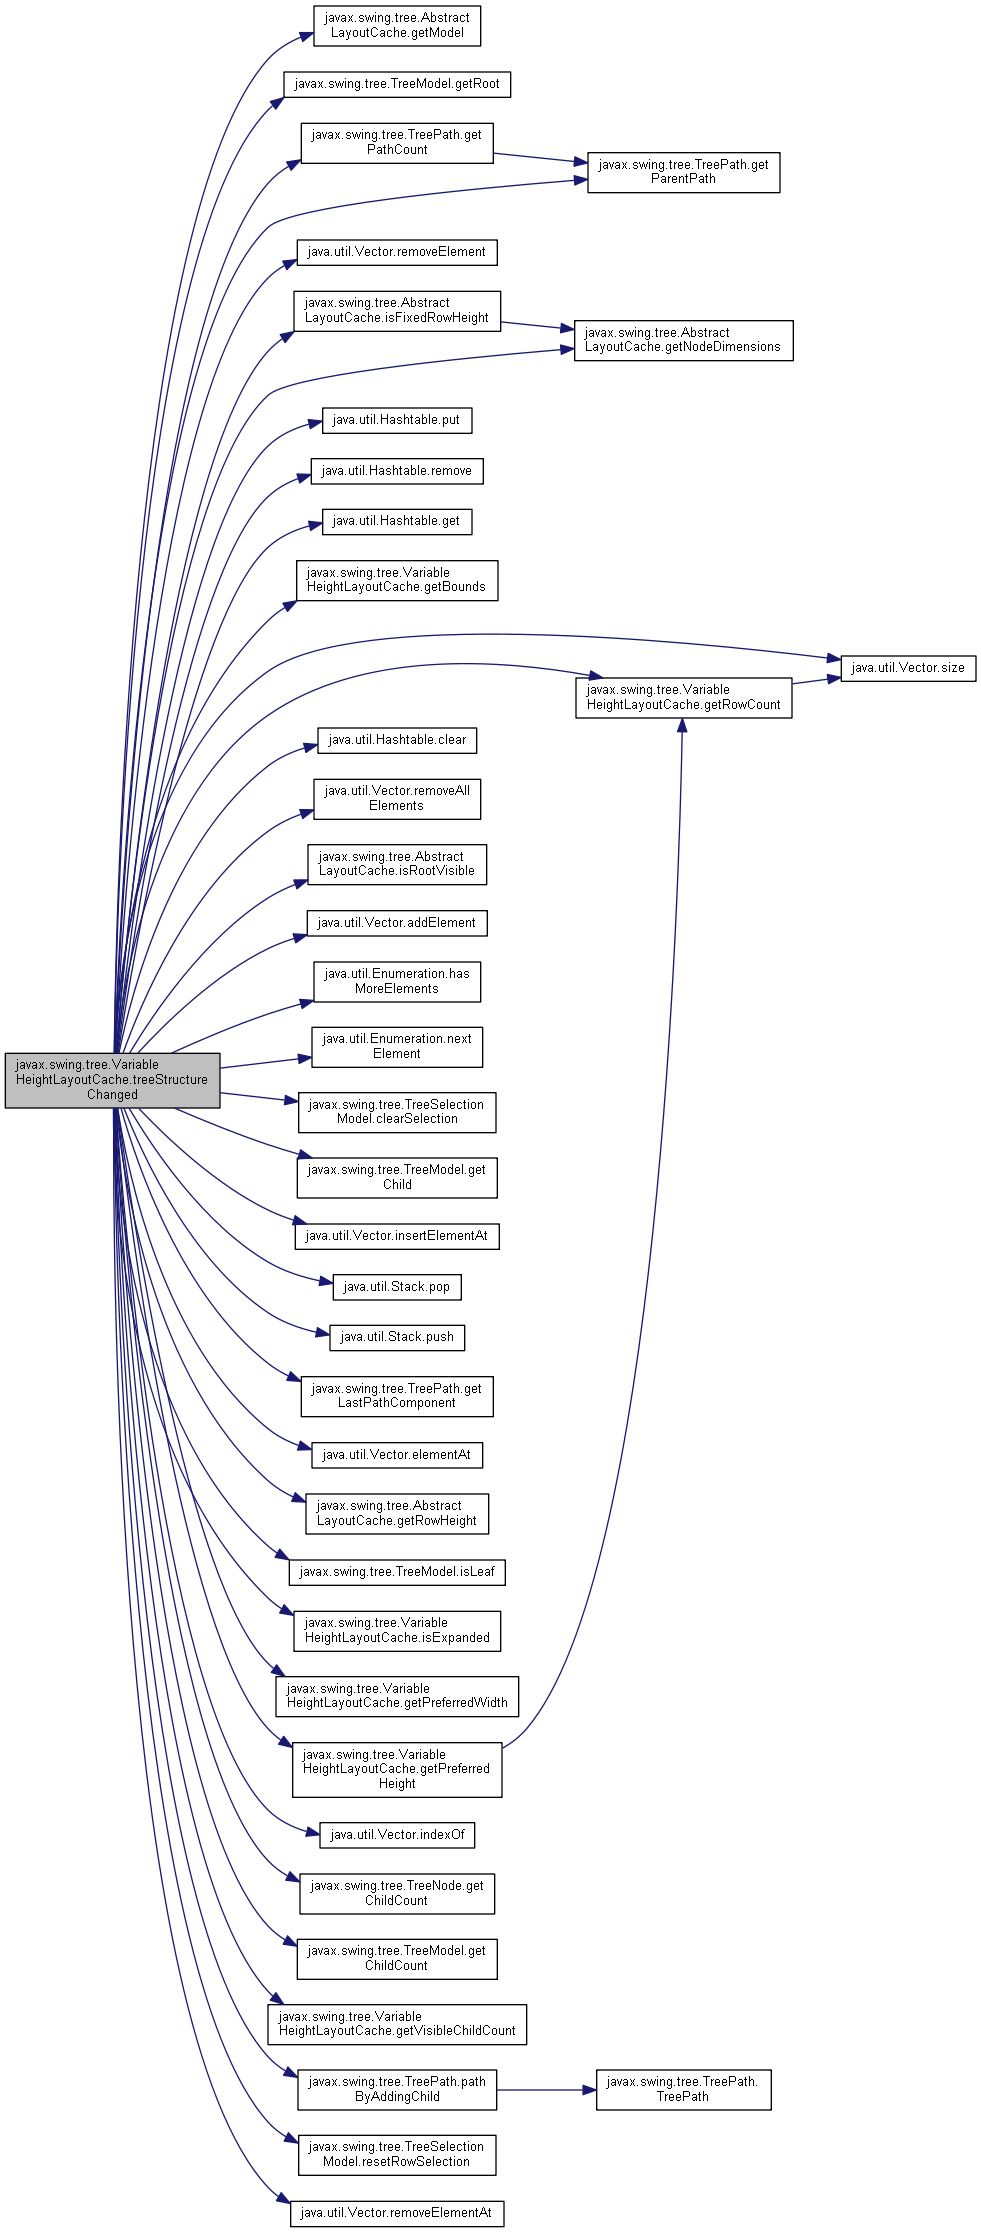 javax.swing.tree.Abstract
LayoutCache.getModel
javax.swing.tree.TreeModel.getRoot
javax.swing.tree.TreePath.get
PathCount
javax.swing.tree.TreePath.get
ParentPath
java.util.Vector.removeElement
javax.swing.tree.Abstract
LayoutCache.isFixedRowHeight
javax.swing.tree.Abstract
LayoutCache.getNodeDimensions
java.util.Hashtable.put
java.util.Hashtable.remove
java.util.Hashtable.get
javax.swing.tree.Variable
HeightLayoutCache.getBounds
java.util.Vector.size
javax.swing.tree.Variable
HeightLayoutCache.getRowCount
java.util.Hashtable.clear
java.util.Vector.removeAll
Elements
javax.swing.tree.Abstract
LayoutCache.isRootVisible
java.util.Vector.addElement
java.util.Enumeration.has
MoreElements
java.util.Enumeration.next
Element
javax.swing.tree.Variable
HeightLayoutCache.treeStructure
Changed
javax.swing.tree.TreeSelection
Model.clearSelection
javax.swing.tree.TreeModel.get
Child
java.util.Vector.insertElementAt
java.util.Stack.pop
java.util.Stack.push
javax.swing.tree.TreePath.get
LastPathComponent
java.util.Vector.elementAt
javax.swing.tree.Abstract
LayoutCache.getRowHeight
javax.swing.tree.TreeModel.isLeaf
javax.swing.tree.Variable
HeightLayoutCache.isExpanded
javax.swing.tree.Variable
HeightLayoutCache.getPreferredWidth
javax.swing.tree.Variable
HeightLayoutCache.getPreferred
Height
java.util.Vector.indexOf
javax.swing.tree.TreeNode.get
ChildCount
javax.swing.tree.TreeModel.get
ChildCount
javax.swing.tree.Variable
HeightLayoutCache.getVisibleChildCount
javax.swing.tree.TreePath.path
ByAddingChild
javax.swing.tree.TreePath.
TreePath
javax.swing.tree.TreeSelection
Model.resetRowSelection
java.util.Vector.removeElementAt